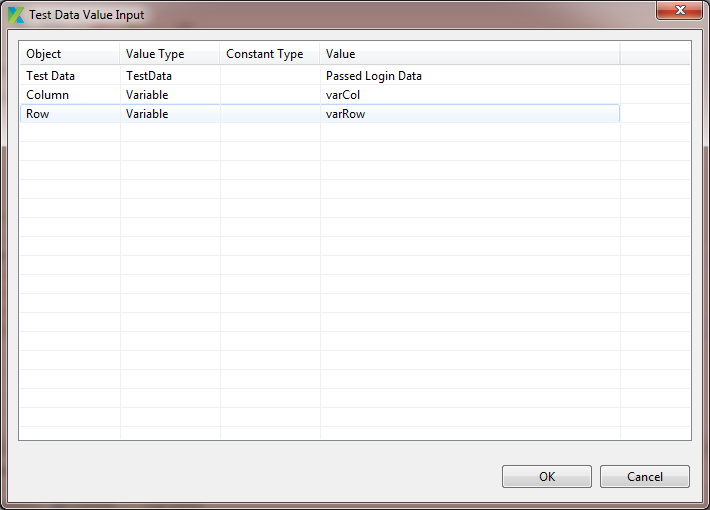 Test Data Value Input
Object Value Type Constant Type Value
Test Data TestData Passed Login Data
Column Variable varCol
Row Variable varRow
OK Cancel